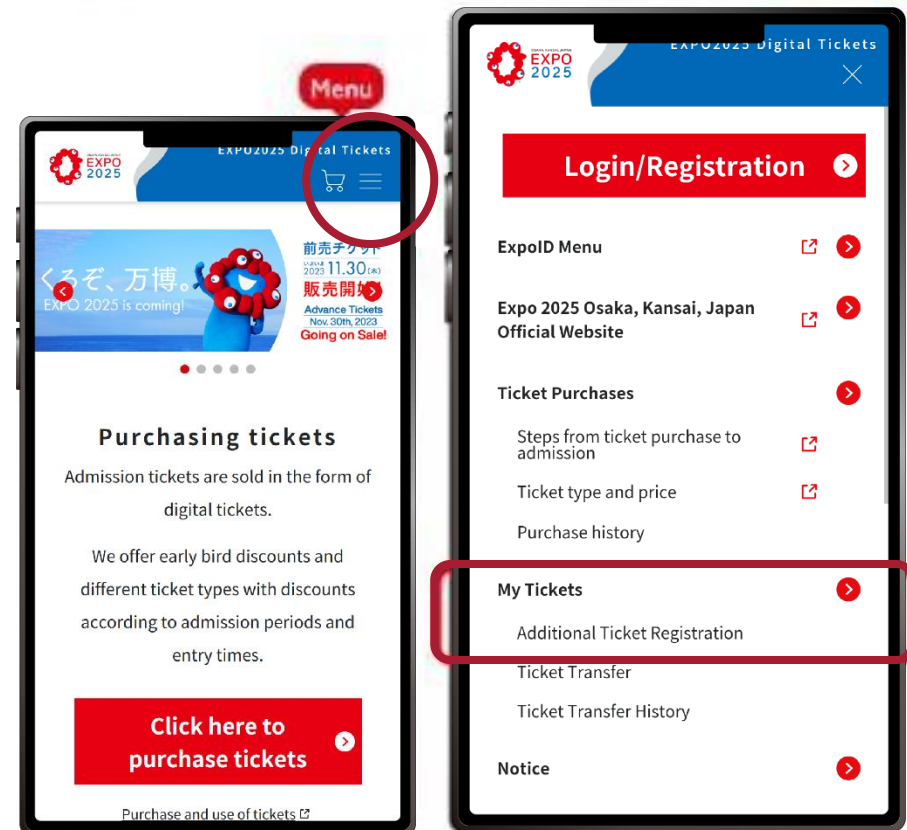 Menu
EXPO
2025
EXPO2025 Digital Tickets
くるぞ、万博。
EXPO 2025 is coming!
前売チケット
2023 11.30(木)
販売開始!
Advance Tickets
Nov. 30th, 2023
Going on Sale!
Purchasing tickets
Admission tickets are sold in the form of
digital tickets.
We offer early bird discounts and
different ticket types with discounts
according to admission periods and
entry times.
Click here to
purchase tickets
Purchase and use of tickets
OSAKA, KANSAI, JAPAN
EXPO
2025
EXPO2025 Digital Tickets
Login/Registration
ExpoID Menu
Expo 2025 Osaka, Kansai, Japan
Official Website
Ticket Purchases
Steps from ticket purchase to
admission
Ticket type and price
Purchase history
My Tickets
Additional Ticket Registration
Ticket Transfer
Ticket Transfer History
Notice